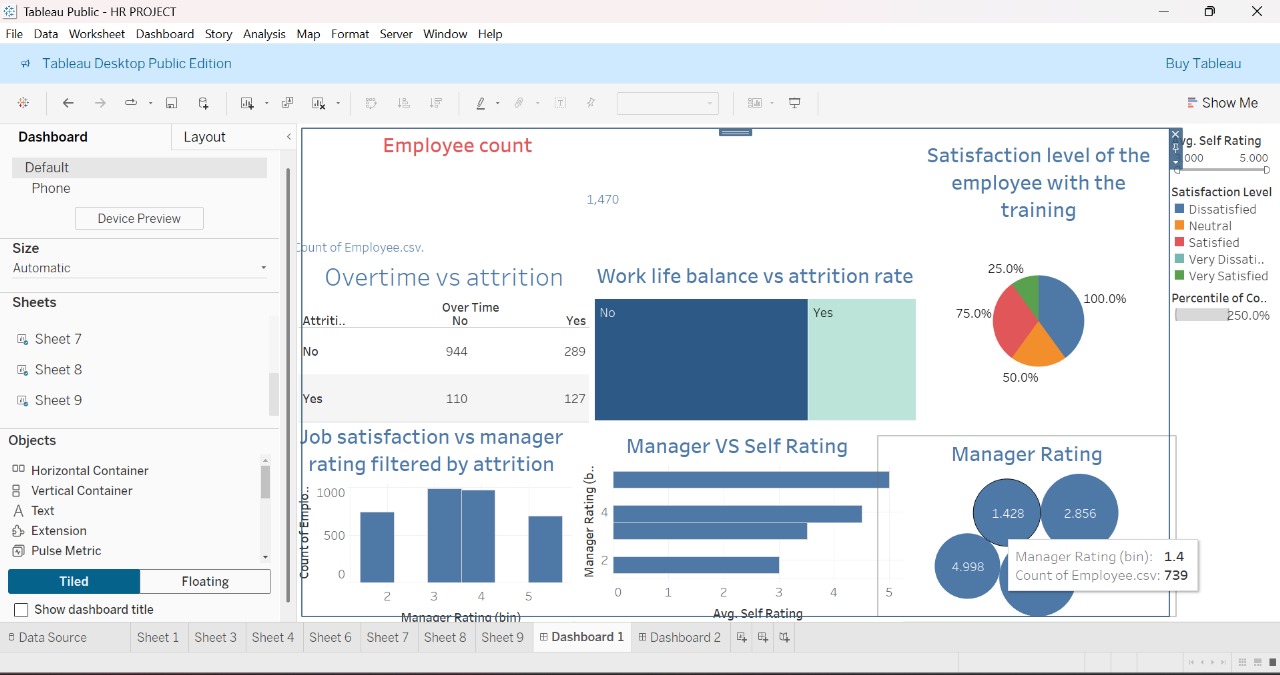 Tableau Public - HR PROJECT
File Data Worksheet Dashboard Story Analysis Map Format Server Window Help
Tableau Desktop Public Edition
Buy Tableau
Show Me
Dashboard Layout
Default
Phone
Device Preview
Size
Automatic
Sheets
Sheet 7
Sheet 8
Sheet 9
Objects
Horizontal Container
Vertical Container
Text
Extension
Pulse Metric
Tiled Floating
Show dashboard title
Employee count
1,470
ount of Employee.csv.
Overtime vs attrition
Over Time
Attriti.. No Yes
No 944 289
Yes 110 127
Work life balance vs attrition rate
No Yes
Satisfaction level of the
employee with the
training
25.0%
100.0%
75.0%
50.0%
vg. Self Rating
000 5.000
Satisfaction Level
Dissatisfied
Neutral
Satisfied
Very Dissati..
Very Satisfied
Percentile of Co..
250.0%
Job satisfaction vs manager
rating filtered by attrition
Count of Emplo..
1000
500
0
2 3 4 5
Manager Rating (bin)
Manager VS Self Rating
Manager Rating (b..
4
2
0 1 2 3 4 5
Avg. Self Rating
Manager Rating
1.428 2.856
4.998
Manager Rating (bin): 1.4
Count of Employee.csv: 739
Data Source Sheet 1 Sheet 3 Sheet 4 Sheet 6 Sheet 7 Sheet 8 Sheet 9 Dashboard 1 Dashboard 2